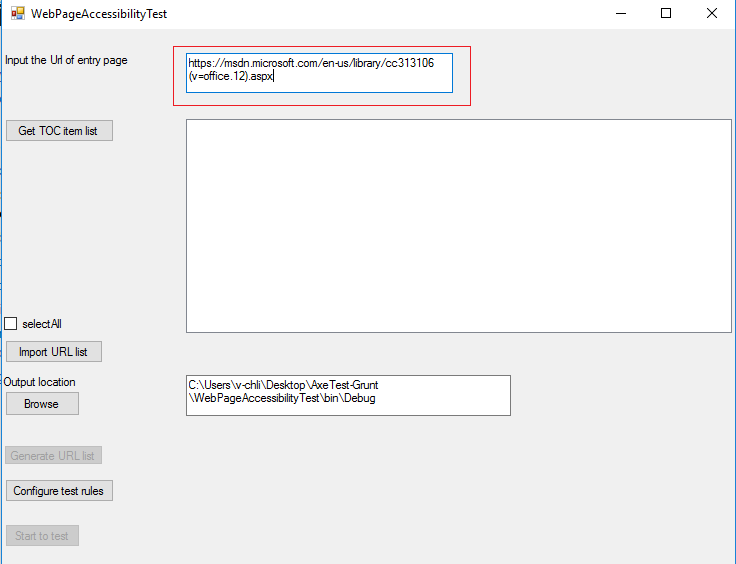 WebPageAccessibilityTest
Input the Url of entry page
https://msdn.microsoft.com/en-us/library/cc313106
(v=office.12).aspx
Get TOC item list
selectAll
Import URL list
Output location
C:\Users\v-chli\Desktop\AxeTest-Grunt
\WebPageAccessibilityTest\bin\Debug
Browse
Generate URL list
Configure test rules
Start to test